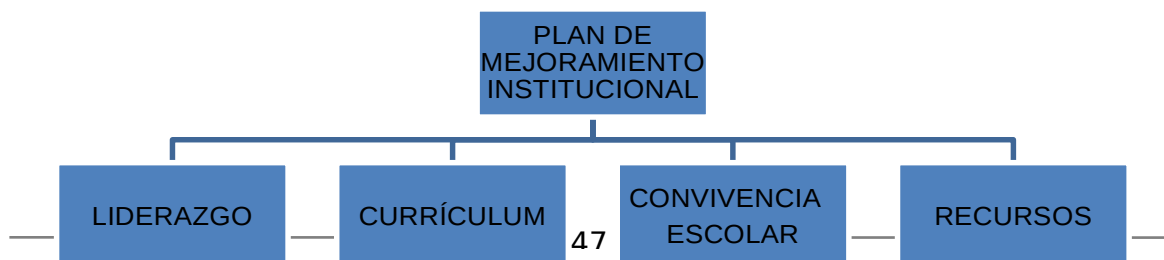 PLAN DE
MEJORAMIENTO
INSTITUCIONAL
LIDERAZGO
CURRÍCULUM
CONVIVENCIA
ESCOLAR
RECURSOS
47